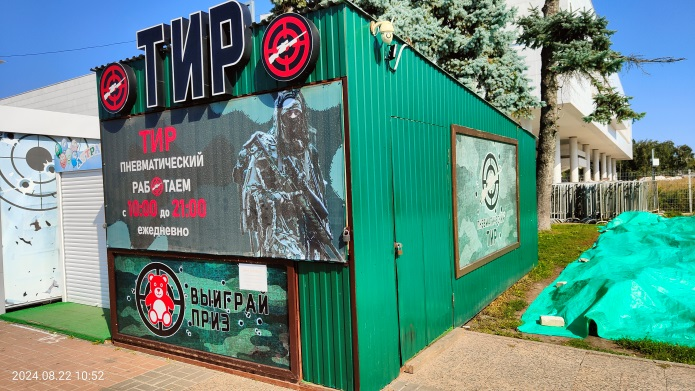 ТИР
ТИР
ПНЕВМАТИЧЕСКИЙ
РАБОТАЕМ
с 10:00 до 21:00
ежедневно
ВЫИГРАЙ
ПРИЗ
ТИР
2024.08.22 10:52